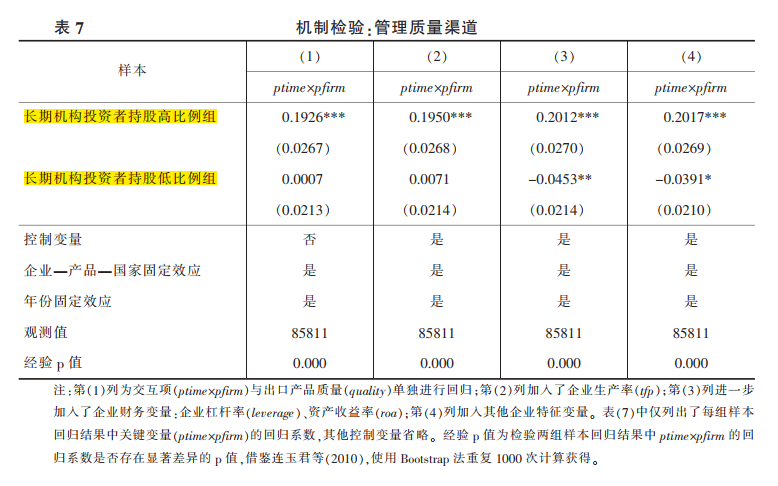 表 7 机制检验:管理质量渠道
样本 (1) (2) (3) (4)
ptime×pfirm ptime×pfirm ptime×pfirm ptime×pfirm
长期机构投资者持股高比例组 0.1926*** 0.1950*** 0.2012*** 0.2017***
(0.0267) (0.0268) (0.0270) (0.0269)
长期机构投资者持股低比例组 0.0007 0.0071 −0.0453** −0.0391*
(0.0213) (0.0214) (0.0214) (0.0210)
控制变量 否 是 是 是
企业—产品—国家固定效应 是 是 是 是
年份固定效应 是 是 是 是
观测值 85811 85811 85811 85811
经验 p 值 0.000 0.000 0.000 0.000
注:第(1)列为交互项(ptime×pfirm)与出口产品质量(quality)单独进行回归;第(2)列加入了企业生产率(tfp);第(3)列进一步
加入了企业财务变量:企业杠杆率(leverage)、资产收益率(roa);第(4)列加入其他企业特征变量。表(7)中仅列出了每组样本
回归结果中关键变量(ptime×pfirm)的回归系数,其他控制变量省略。经验 p 值为检验两组样本回归结果中 ptime×pfirm 的回
归系数是否存在显著差异的 p 值,借鉴连玉君等(2010),使用 Bootstrap 法重复 1000 次计算获得。